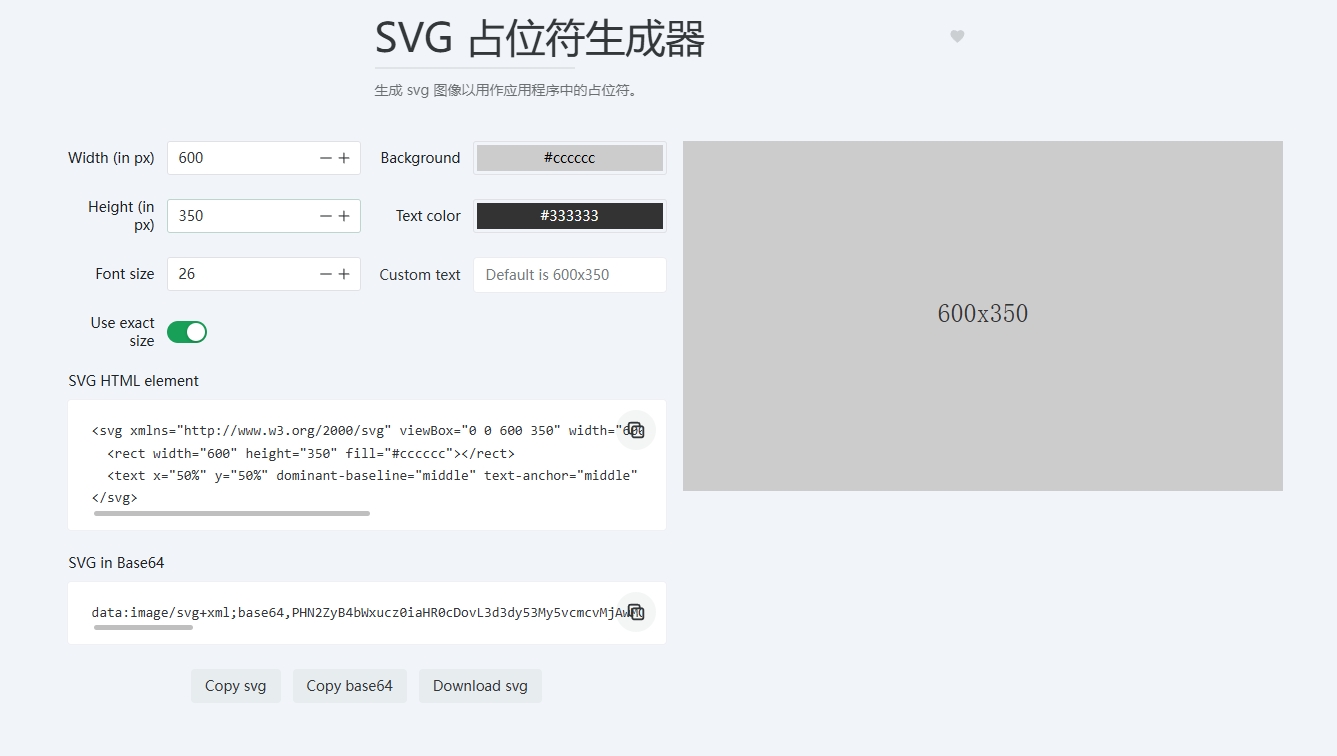 SVG 占位符生成器
生成 svg 图像以用作应用程序中的占位符。
Width (in px)
600
Background
#cccccc
Height (in
px)
350
Text color
#333333
Font size
26
Custom text
Default is 600x350
Use exact
size
600x350
SVG HTML element
<svg xmlns="http://www.w3.org/2000/svg" viewBox="0 0 600 350" width="600
<rect width="600" height="350" fill="#cccccc"></rect>
<text x="50%" y="50%" dominant-baseline="middle" text-anchor="middle"
</svg>
SVG in Base64
data:image/svg+xml;base64,PHN2ZyB4bWxucz0iaHR0cDovL3d3dy53My5vcmcvMjAwMC
Copy svg
Copy base64
Download svg